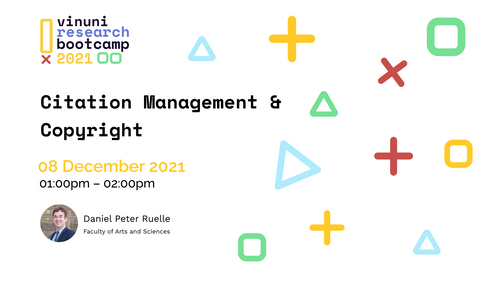 vinuni
research
bootcamp
2021
Citation Management &
Copyright
08 December 2021
01:00pm – 02:00pm
Daniel Peter Ruelle
Faculty of Arts and Sciences